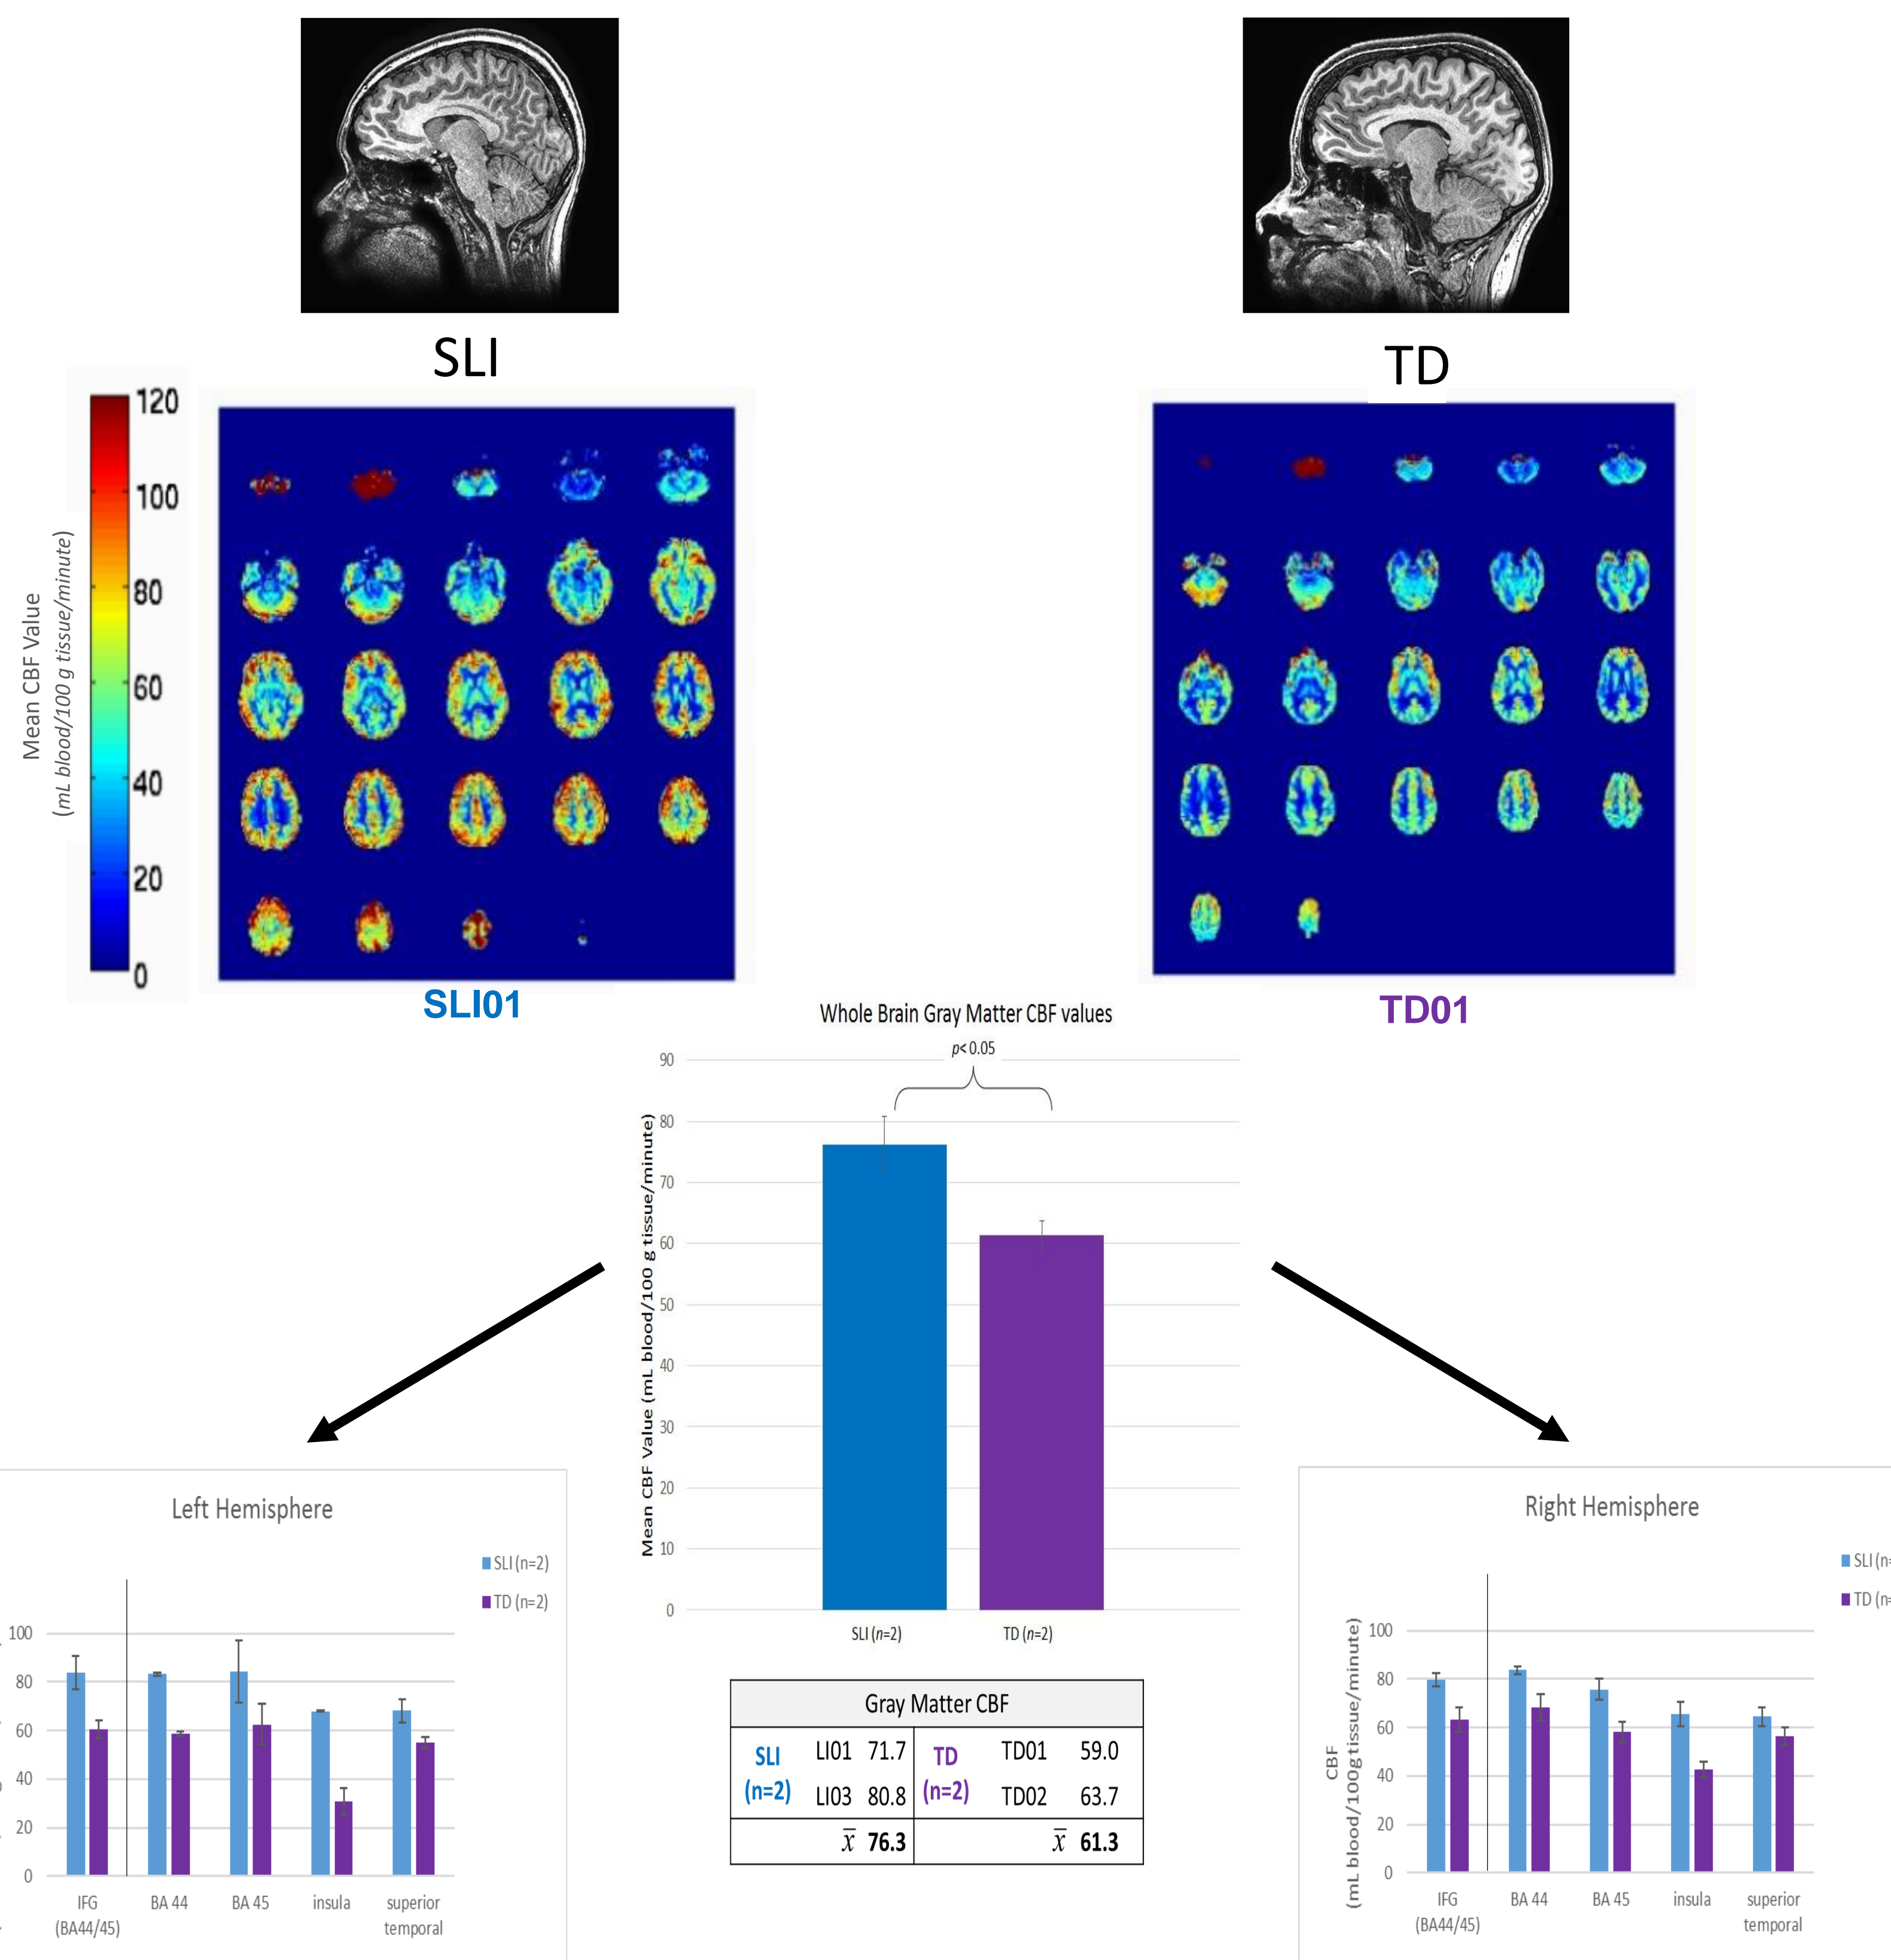 SLI
TD
120
100
80
60
40
20
0
Mean CBF Value
(mL blood/100 g tissue/minute)
SLI01
TD01
Whole Brain Gray Matter CBF values
p< 0.05
90
80
70
60
50
40
30
20
10
0
Mean CBF Value (mL blood/100 g tissue/minute)
SLI (n=2)
TD (n=2)
Left Hemisphere
SLI (n=2)
TD (n=2)
100
80
60
40
20
0
IFG
(BA44/45)
BA 44
BA 45
insula
superior
temporal
Gray Matter CBF
SLI
(n=2)
LI01 71.7
LI03 80.8
x̅ 76.3
TD
(n=2)
TD01 59.0
TD02 63.7
x̅ 61.3
Right Hemisphere
SLI (n=
TD (n=
CBF
(mL blood/100g tissue/minute)
100
80
60
40
20
0
IFG
(BA44/45)
BA 44
BA 45
insula
superior
temporal